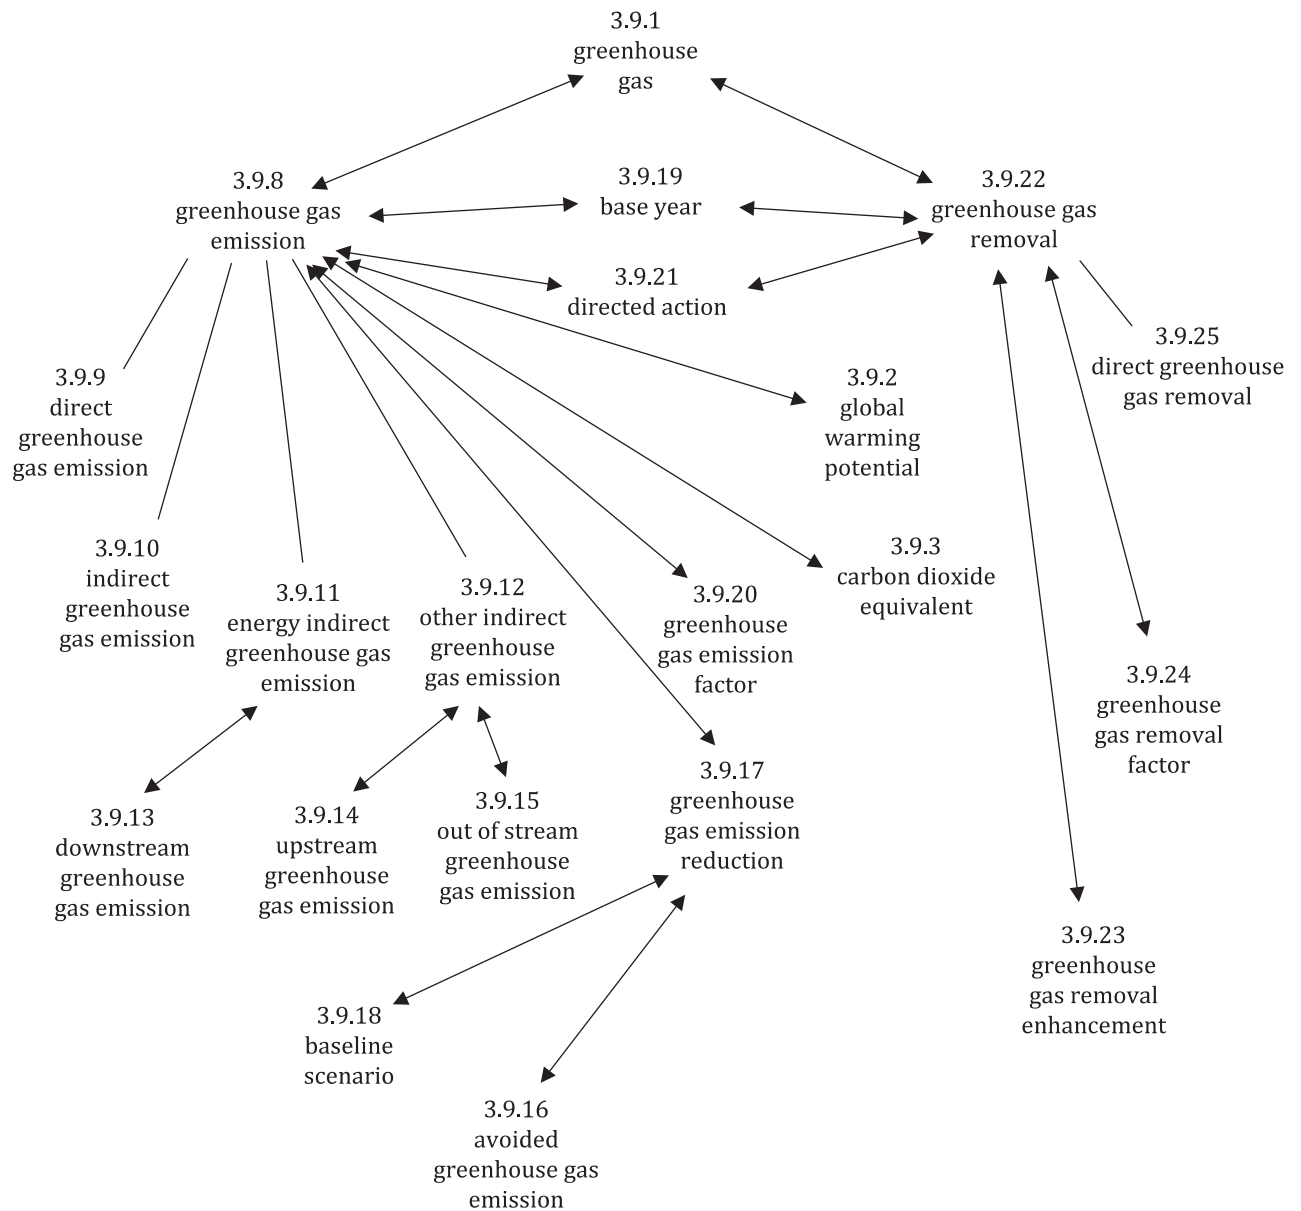 3.9.1
greenhouse
gas
3.9.8
greenhouse gas
emission
3.9.19
base year
3.9.22
greenhouse gas
removal
3.9.21
directed action
3.9.25
direct greenhouse
gas removal
3.9.9
direct
greenhouse
gas emission
3.9.2
global
warming
potential
3.9.10
indirect
greenhouse
gas emission
3.9.11
energy indirect
greenhouse gas
emission
3.9.12
other indirect
greenhouse
gas emission
3.9.20
greenhouse
gas emission
factor
3.9.3
carbon dioxide
equivalent
3.9.24
greenhouse
gas removal
factor
3.9.13
downstream
greenhouse
gas emission
3.9.14
upstream
greenhouse
gas emission
3.9.15
out of stream
greenhouse
gas emission
3.9.17
greenhouse
gas emission
reduction
3.9.23
greenhouse
gas removal
enhancement
3.9.18
baseline
scenario
3.9.16
avoided
greenhouse gas
emission